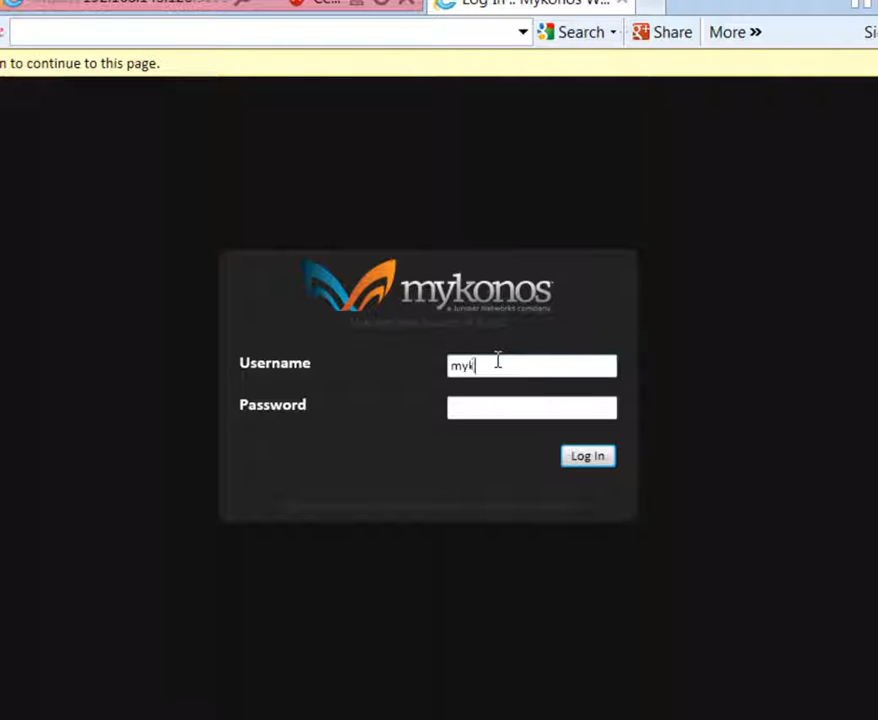 Log In :: Mykonos W...
Search
Share
More »
n to continue to this page.
mykonos
a Juniper Networks company
Username
myk
Password
Log In